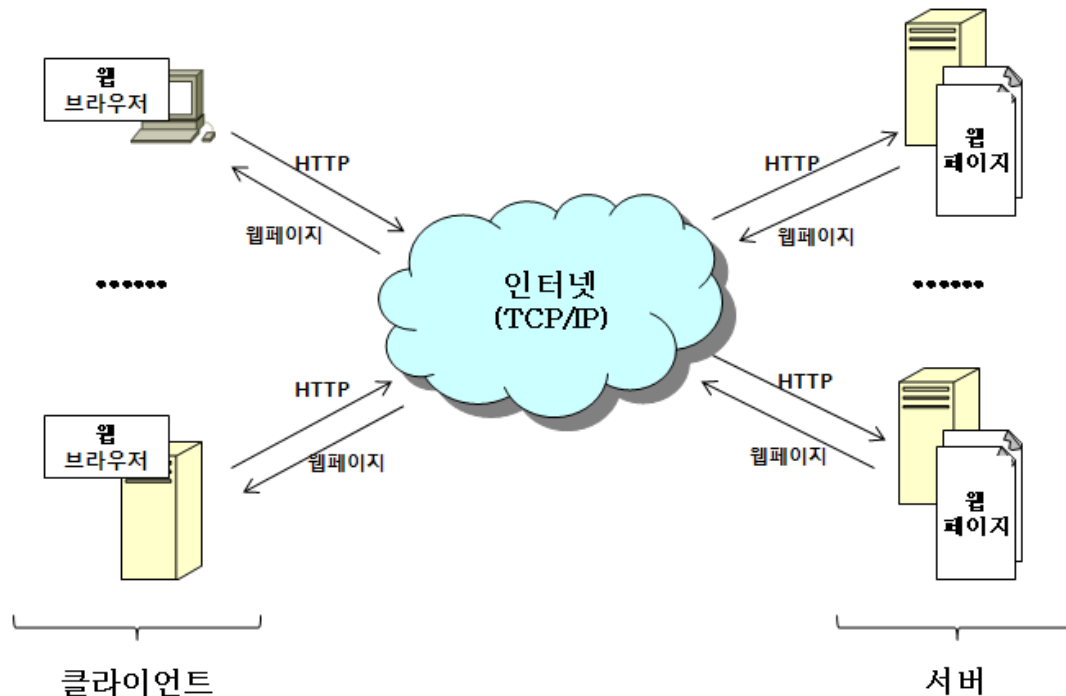 웹
브라우저
HTTP
웹페이지
인터넷
(TCP/IP)
HTTP
웹페이지
웹
페이지
......
......
웹
브라우저
HTTP
웹페이지
HTTP
웹페이지
웹
페이지
클라이언트
서버